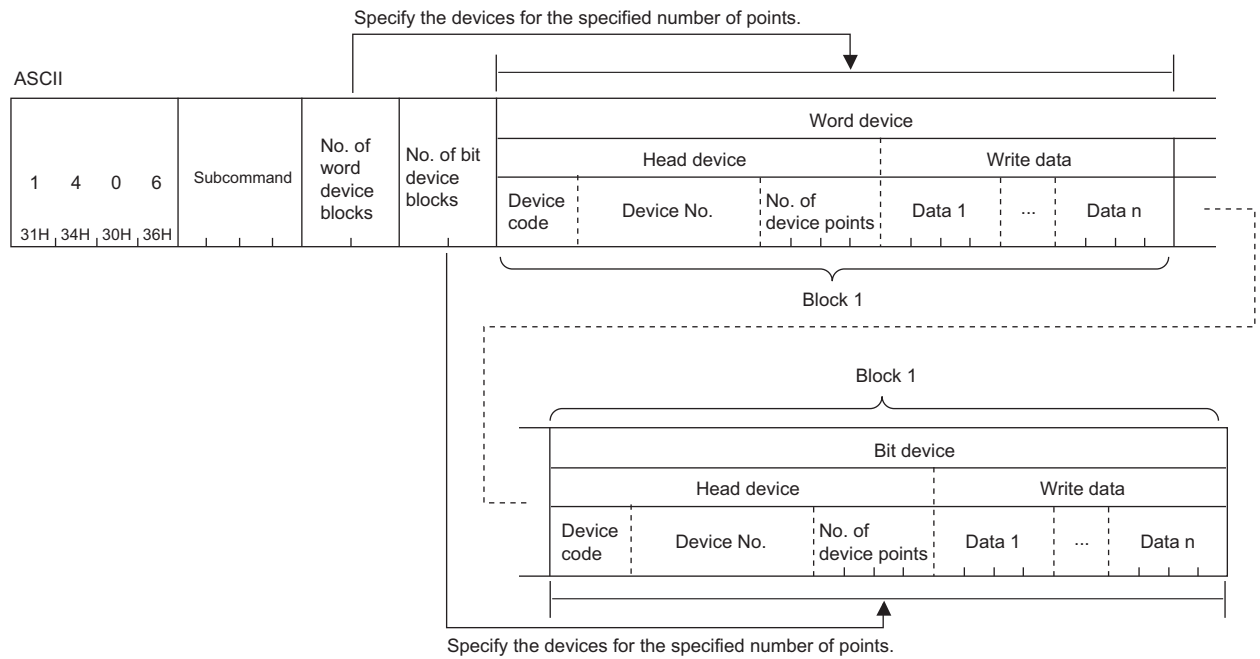 Specify the devices for the specified number of points.
ASCII
1 4 0 6
31H 34H 30H 36H
Subcommand
No. of
word
device
blocks
No. of bit
device
blocks
Word device
Head device
Write data
Device
code
Device No.
No. of
device points
Data 1
...
Data n
Block 1
Block 1
Bit device
Head device
Write data
Device
code
Device No.
No. of
device points
Data 1
...
Data n
Specify the devices for the specified number of points.